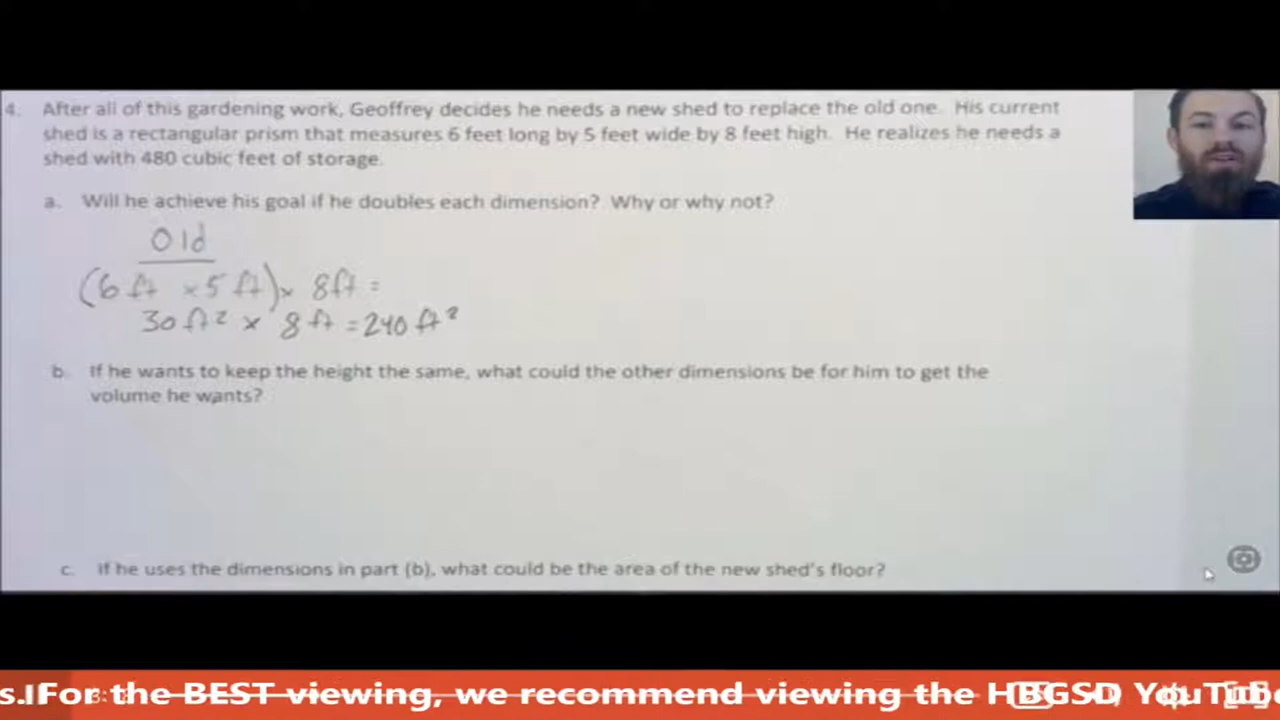 4. After all of this gardening work, Geoffrey decides he needs a new shed to replace the old one. His current
shed is a rectangular prism that measures 6 feet long by 5 feet wide by 8 feet high. He realizes he needs a
shed with 480 cubic feet of storage.
a. Will he achieve his goal if he doubles each dimension? Why or why not?
Old
(6 ft × 5 ft) × 8 ft =
30 ft² × 8 ft = 240 ft²
b. If he wants to keep the height the same, what could the other dimensions be for him to get the
volume he wants?
c. If he uses the dimensions in part (b), what could be the area of the new shed's floor?
s. For the BEST viewing, we recommend viewing the HBGSD YouTube